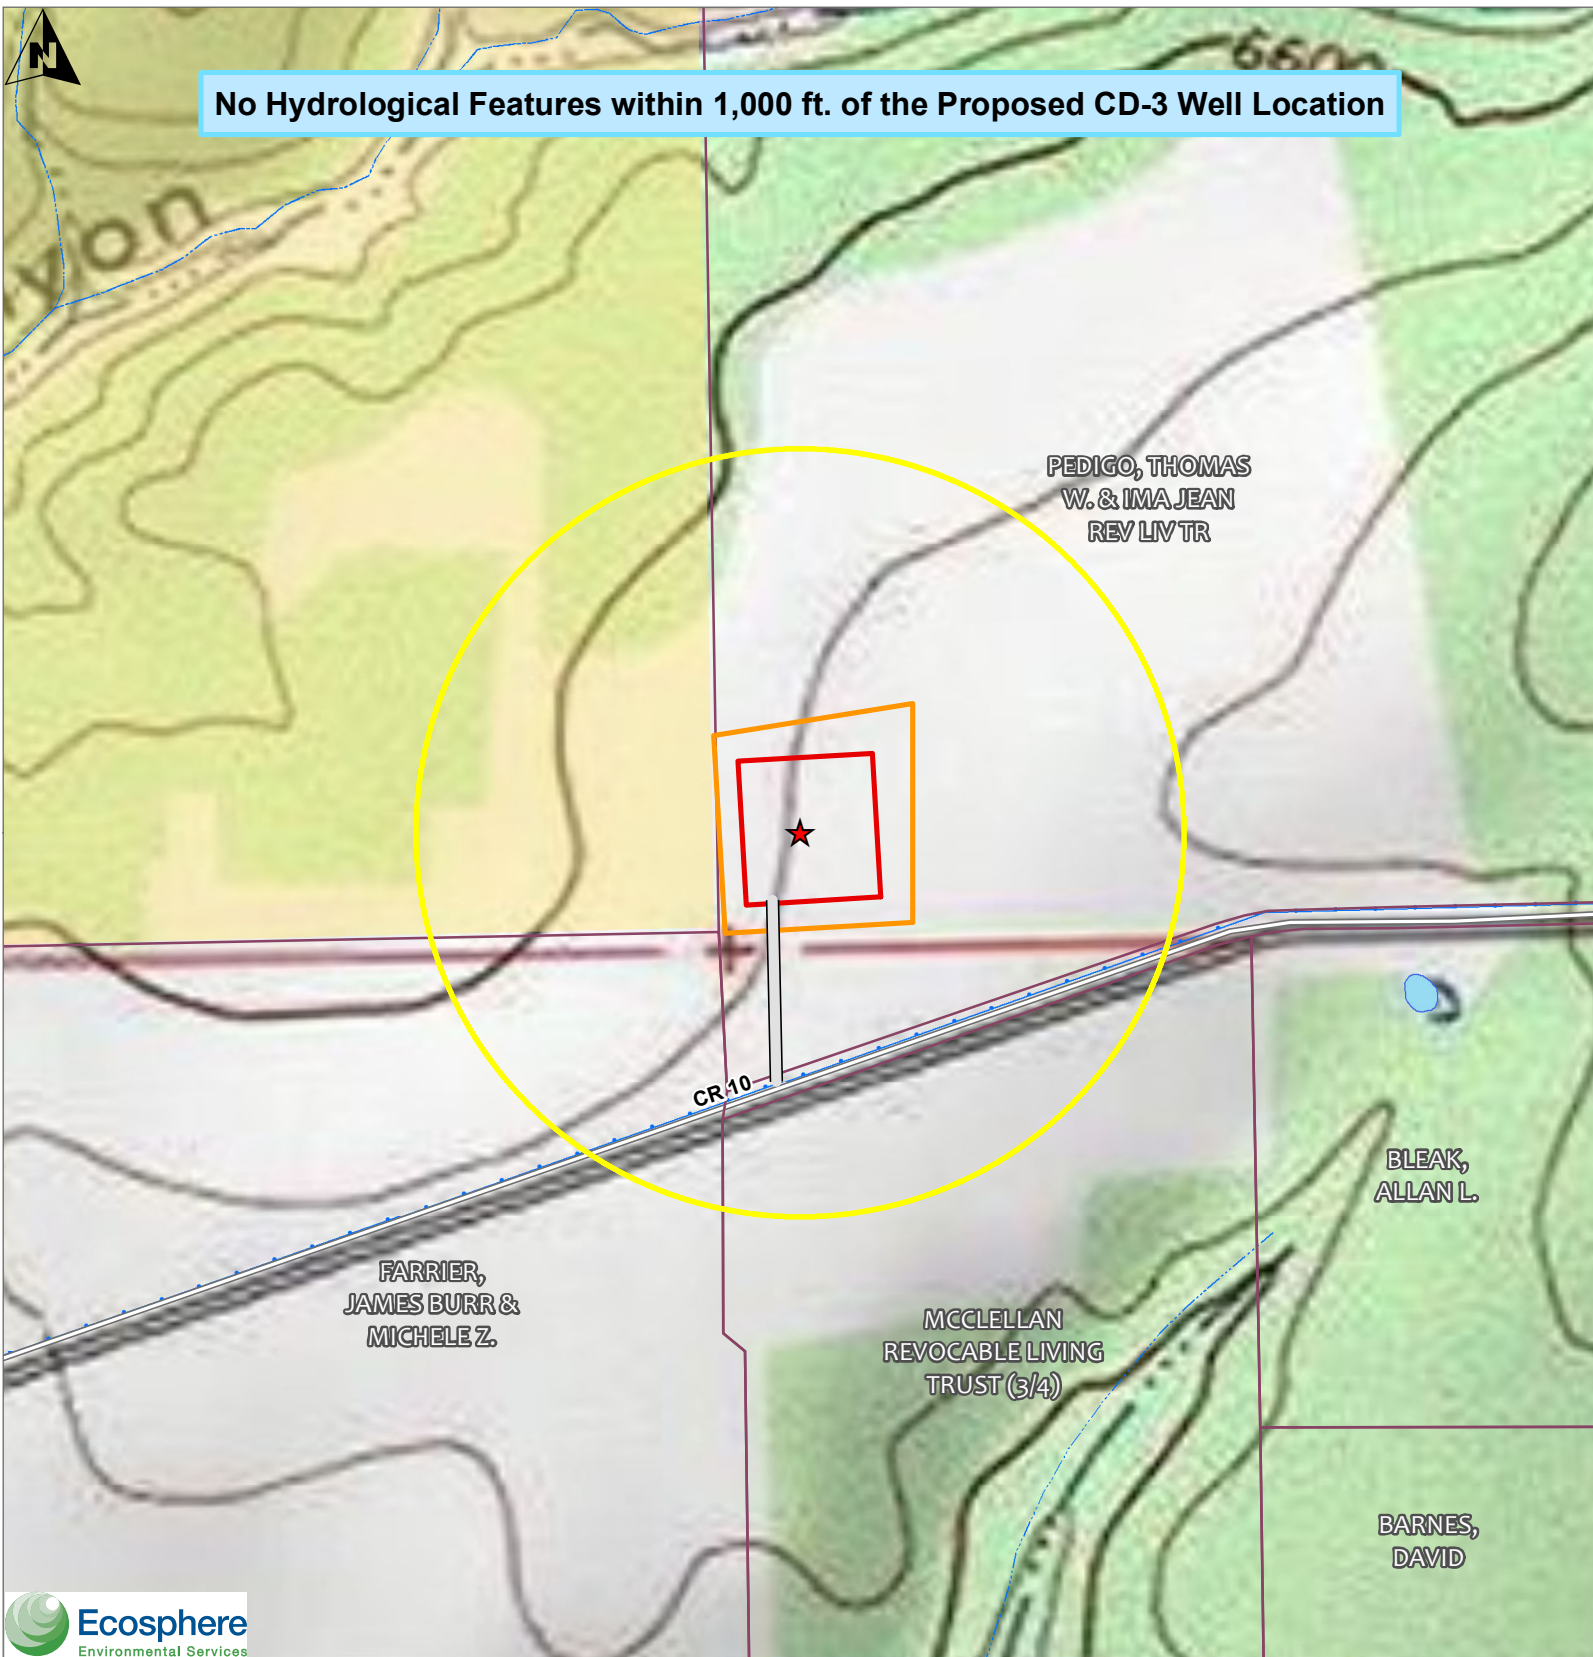 N
6600
No Hydrological Features within 1,000 ft. of the Proposed CD-3 Well Location
yon
PEDIGO, THOMAS
W. & IMA JEAN
REV LIV TR
CR 10
BLEAK,
ALLAN L.
FARRIER,
JAMES BURR &
MICHELE Z.
MCCLELLAN
REVOCABLE LIVING
TRUST (3/4)
BARNES,
DAVID
Ecosphere
Environmental Services